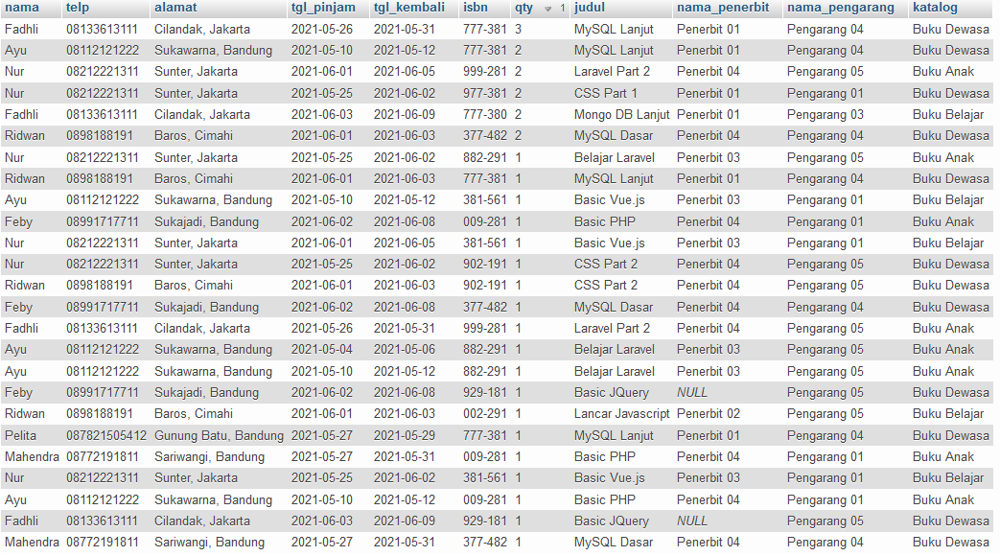 nama telp alamat tgl_pinjam tgl_kembali isbn qty 1 judul nama_penerbit nama_pengarang katalog
Fadhli 08133613111 Cilandak, Jakarta 2021-05-26 2021-05-31 777-381 3 MySQL Lanjut Penerbit 01 Pengarang 04 Buku Dewasa
Ayu 08112121222 Sukawarna, Bandung 2021-05-10 2021-05-12 777-381 2 MySQL Lanjut Penerbit 01 Pengarang 04 Buku Dewasa
Nur 08212221311 Sunter, Jakarta 2021-06-01 2021-06-05 999-281 2 Laravel Part 2 Penerbit 04 Pengarang 05 Buku Anak
Nur 08212221311 Sunter, Jakarta 2021-05-25 2021-06-02 977-381 2 CSS Part 1 Penerbit 01 Pengarang 01 Buku Dewasa
Fadhli 08133613111 Cilandak, Jakarta 2021-06-03 2021-06-09 777-380 2 Mongo DB Lanjut Penerbit 01 Pengarang 03 Buku Belajar
Ridwan 0898188191 Baros, Cimahi 2021-06-01 2021-06-03 377-482 2 MySQL Dasar Penerbit 04 Pengarang 04 Buku Dewasa
Nur 08212221311 Sunter, Jakarta 2021-05-25 2021-06-02 882-291 1 Belajar Laravel Penerbit 03 Pengarang 05 Buku Anak
Ridwan 0898188191 Baros, Cimahi 2021-06-01 2021-06-03 777-381 1 MySQL Lanjut Penerbit 01 Pengarang 04 Buku Dewasa
Ayu 08112121222 Sukawarna, Bandung 2021-05-10 2021-05-12 381-561 1 Basic Vue.js Penerbit 03 Pengarang 01 Buku Belajar
Feby 08991717711 Sukajadi, Bandung 2021-06-02 2021-06-08 009-281 1 Basic PHP Penerbit 04 Pengarang 01 Buku Anak
Nur 08212221311 Sunter, Jakarta 2021-06-01 2021-06-05 381-561 1 Basic Vue.js Penerbit 03 Pengarang 01 Buku Belajar
Nur 08212221311 Sunter, Jakarta 2021-05-25 2021-06-02 902-191 1 CSS Part 2 Penerbit 04 Pengarang 05 Buku Dewasa
Ridwan 0898188191 Baros, Cimahi 2021-06-01 2021-06-03 902-191 1 CSS Part 2 Penerbit 04 Pengarang 05 Buku Dewasa
Feby 08991717711 Sukajadi, Bandung 2021-06-02 2021-06-08 377-482 1 MySQL Dasar Penerbit 04 Pengarang 04 Buku Dewasa
Fadhli 08133613111 Cilandak, Jakarta 2021-05-26 2021-05-31 999-281 1 Laravel Part 2 Penerbit 04 Pengarang 05 Buku Anak
Ayu 08112121222 Sukawarna, Bandung 2021-05-04 2021-05-06 882-291 1 Belajar Laravel Penerbit 03 Pengarang 05 Buku Anak
Ayu 08112121222 Sukawarna, Bandung 2021-05-10 2021-05-12 882-291 1 Belajar Laravel Penerbit 03 Pengarang 05 Buku Anak
Feby 08991717711 Sukajadi, Bandung 2021-06-02 2021-06-08 929-181 1 Basic JQuery NULL Pengarang 05 Buku Dewasa
Ridwan 0898188191 Baros, Cimahi 2021-06-01 2021-06-03 002-291 1 Lancar Javascript Penerbit 02 Pengarang 05 Buku Belajar
Pelita 087821505412 Gunung Batu, Bandung 2021-05-27 2021-05-29 777-381 1 MySQL Lanjut Penerbit 01 Pengarang 04 Buku Dewasa
Mahendra 08772191811 Sariwangi, Bandung 2021-05-27 2021-05-31 009-281 1 Basic PHP Penerbit 04 Pengarang 01 Buku Anak
Nur 08212221311 Sunter, Jakarta 2021-05-25 2021-06-02 381-561 1 Basic Vue.js Penerbit 03 Pengarang 01 Buku Belajar
Ayu 08112121222 Sukawarna, Bandung 2021-05-10 2021-05-12 009-281 1 Basic PHP Penerbit 04 Pengarang 01 Buku Anak
Fadhli 08133613111 Cilandak, Jakarta 2021-06-03 2021-06-09 929-181 1 Basic JQuery NULL Pengarang 05 Buku Dewasa
Mahendra 08772191811 Sariwangi, Bandung 2021-05-27 2021-05-31 377-482 1 MySQL Dasar Penerbit 04 Pengarang 04 Buku Dewasa